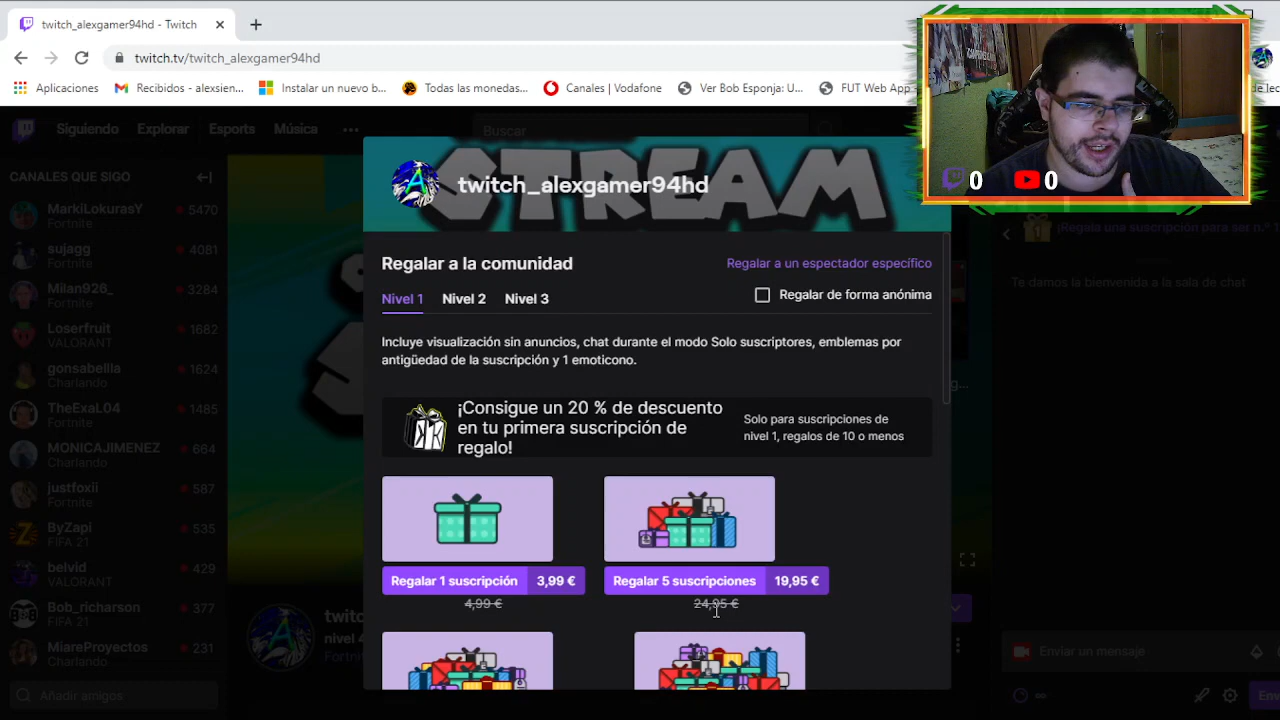 twitch_alexgamer94hd - Twitch
twitch.tv/twitch_alexgamer94hd
Aplicaciones
Recibidos - alexsien...
Instalar un nuevo b...
Todas las monedas...
Canales | Vodafone
Ver Bob Esponja: U...
FUT Web App
Siguiendo
Explorar
Esports
Música
Buscar
0
0
CANALES QUE SIGO
MarkiLokurasY 5470
Fortnite
sujagg 4081
Fortnite
Milan926_ 3284
Fortnite
Loserfruit 1682
VALORANT
gonsabellla 1624
Charlando
TheExaL04 1485
Fortnite
MONICAJIMENEZ 664
Charlando
justfoxii 587
Fortnite
ByZapi 535
FIFA 21
belvid 429
VALORANT
Bob_richarson 377
FIFA 21
MiareProyectos 231
Charlando
Añadir amigos
STREAM
twitch_alexgamer94hd
Regalar a la comunidad
Regalar a un espectador específico
Nivel 1 Nivel 2 Nivel 3
Regalar de forma anónima
Incluye visualización sin anuncios, chat durante el modo Solo suscriptores, emblemas por
antigüedad de la suscripción y 1 emoticono.
¡Consigue un 20 % de descuento
en tu primera suscripción de
regalo!
Solo para suscripciones de
nivel 1, regalos de 10 o menos
Regalar 1 suscripción 3,99 €
4,99 €
Regalar 5 suscripciones 19,95 €
24,95 €
¡Regala una suscripción para ser n.º 1
Te damos la bienvenida a la sala de chat
Enviar un mensaje